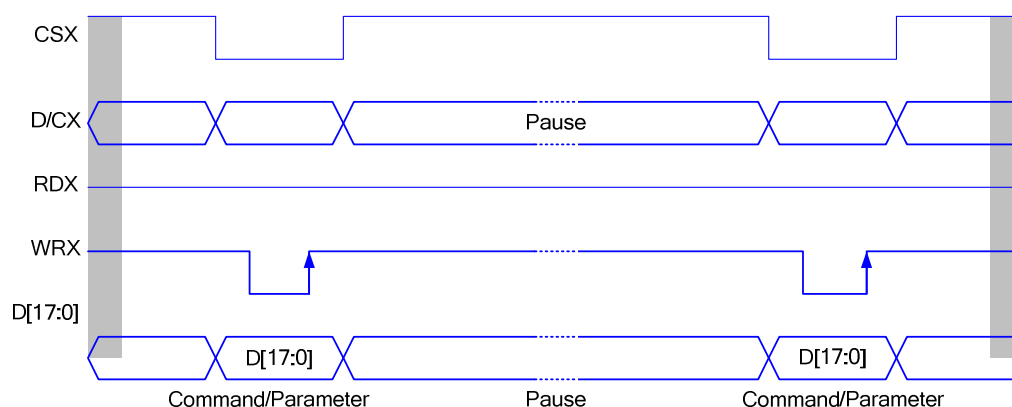 CSX
D/CX
Pause
RDX
WRX
D[17:0]
D[17:0]
D[17:0]
Command/Parameter
Pause
Command/Parameter